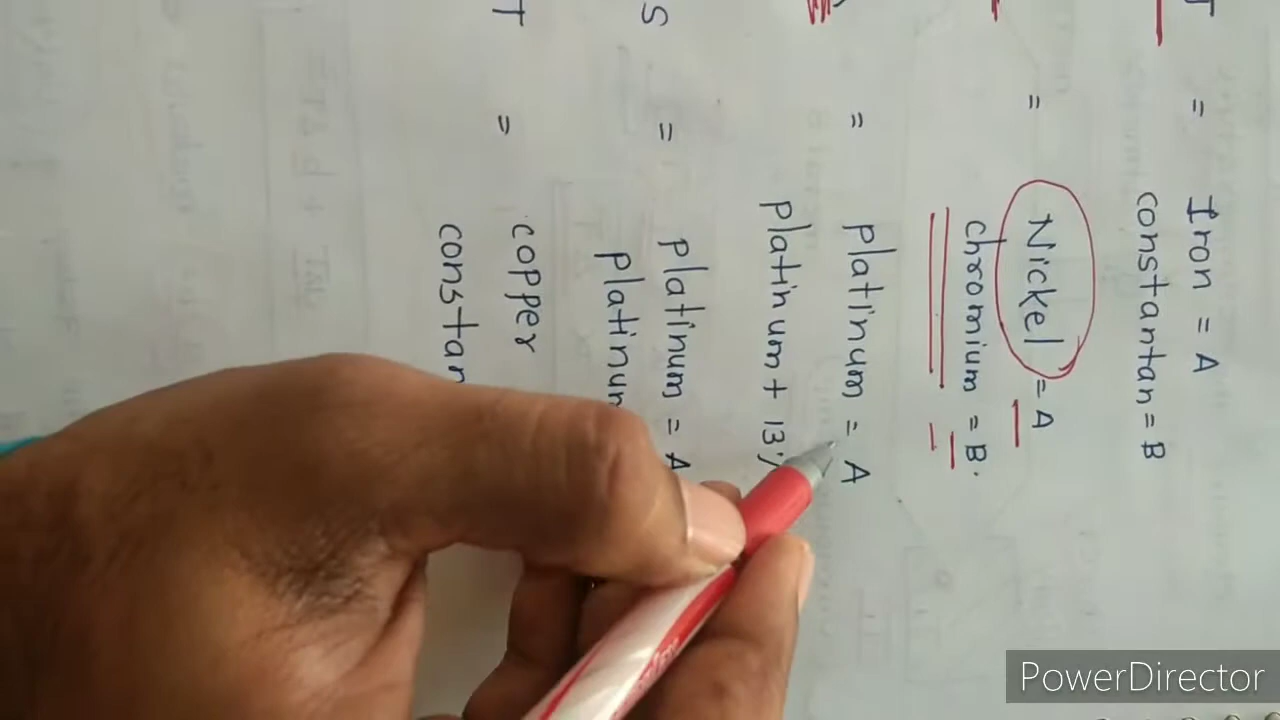 J = Iron = A
constantan = B
= Nickel = A
chromium = B.
= platinum = A
platinum + 13%
S = platinum = A
platinum
T = copper
constan
PowerDirector